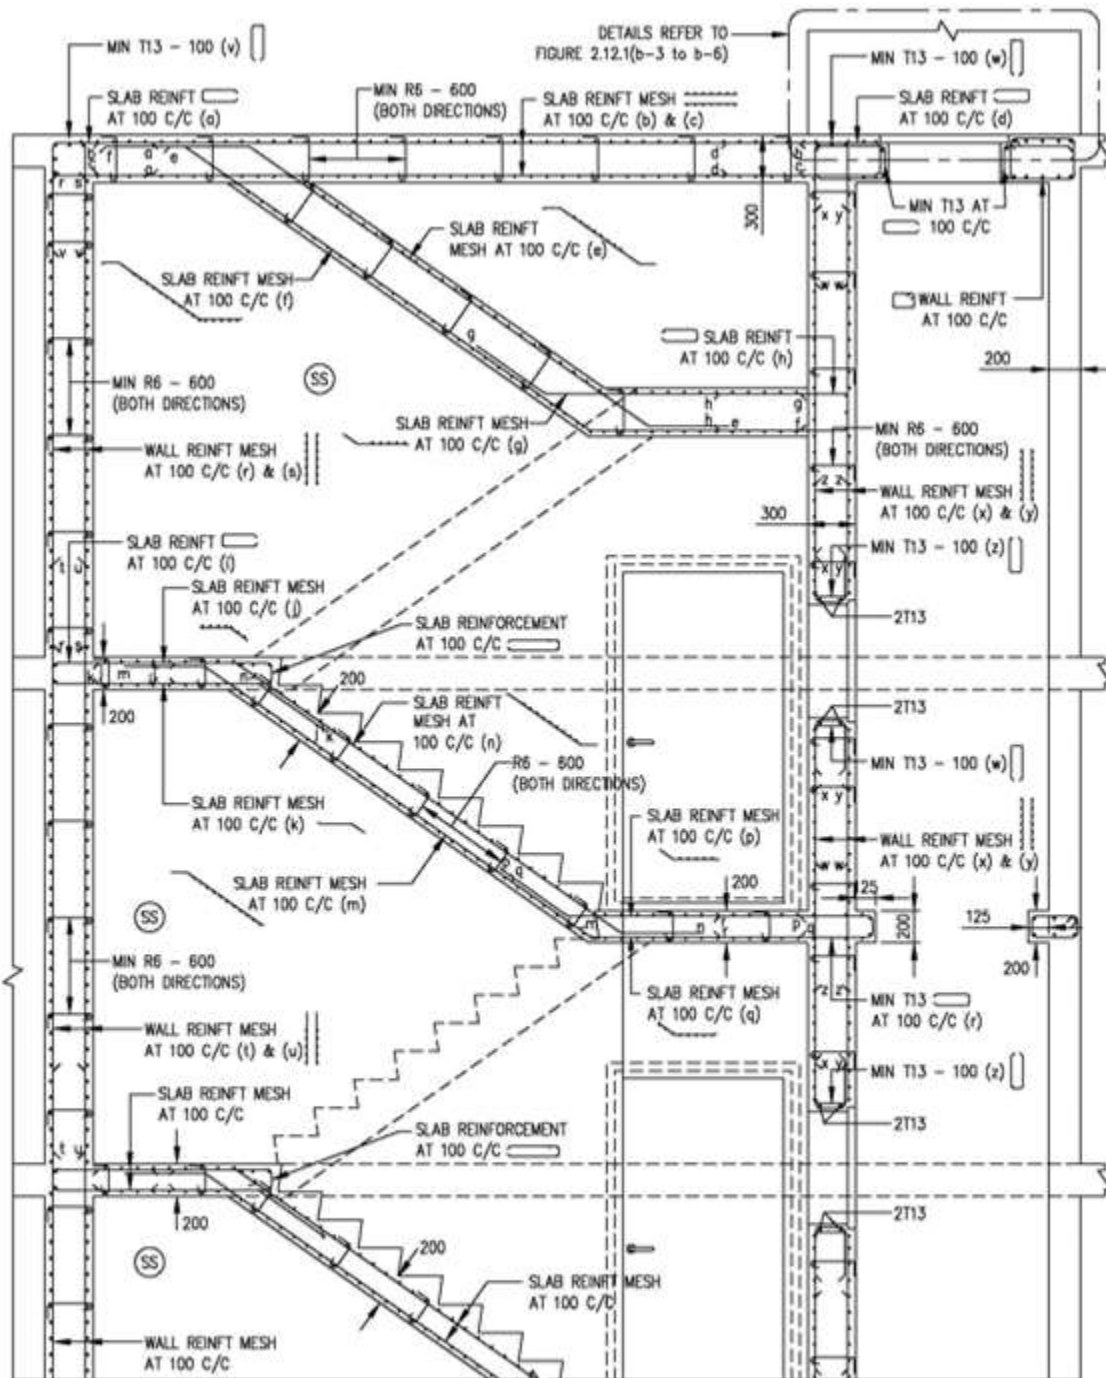 MIN T13 - 100 (v)
DETAILS REFER TO
FIGURE 2.12.1(b-3 to b-6)
MIN T13 - 100 (w)
SLAB REINFT
AT 100 C/C (a)
MIN R6 - 600
(BOTH DIRECTIONS)
SLAB REINFT MESH
AT 100 C/C (b) & (c)
SLAB REINFT
AT 100 C/C (d)
f
a
e
a
d
d
r s
300
x y
MIN T13 AT
100 C/C
SLAB REINFT
MESH AT 100 C/C (e)
v v
SLAB REINFT MESH
AT 100 C/C (f)
w w
WALL REINFT
AT 100 C/C
g
SLAB REINFT
AT 100 C/C (h)
200
MIN R6 - 600
(BOTH DIRECTIONS)
SS
SLAB REINFT MESH
AT 100 C/C (g)
h
g
h
e
f
MIN R6 - 600
(BOTH DIRECTIONS)
WALL REINFT MESH
AT 100 C/C (r) & (s)
z z
WALL REINFT MESH
AT 100 C/C (x) & (y)
300
SLAB REINFT
AT 100 C/C (i)
MIN T13 - 100 (z)
t u
x y
SLAB REINFT MESH
AT 100 C/C (j)
2T13
SLAB REINFORCEMENT
AT 100 C/C
r s
m
j
n
200
200
SLAB REINFT
MESH AT
100 C/C (n)
2T13
k
R6 - 600
(BOTH DIRECTIONS)
MIN T13 - 100 (w)
SLAB REINFT MESH
AT 100 C/C (k)
x y
SLAB REINFT MESH
AT 100 C/C (p)
WALL REINFT MESH
AT 100 C/C (x) & (y)
SLAB REINFT MESH
AT 100 C/C (m)
q
w w
200
125
SS
m
n
r
p
q
200
125
200
MIN R6 - 600
(BOTH DIRECTIONS)
SLAB REINFT MESH
AT 100 C/C (q)
z z
MIN T13
AT 100 C/C (r)
WALL REINFT MESH
AT 100 C/C (t) & (u)
x y
MIN T13 - 100 (z)
SLAB REINFT MESH
AT 100 C/C
2T13
SLAB REINFORCEMENT
AT 100 C/C
t u
200
2T13
SS
200
SLAB REINFT MESH
AT 100 C/C
WALL REINFT MESH
AT 100 C/C